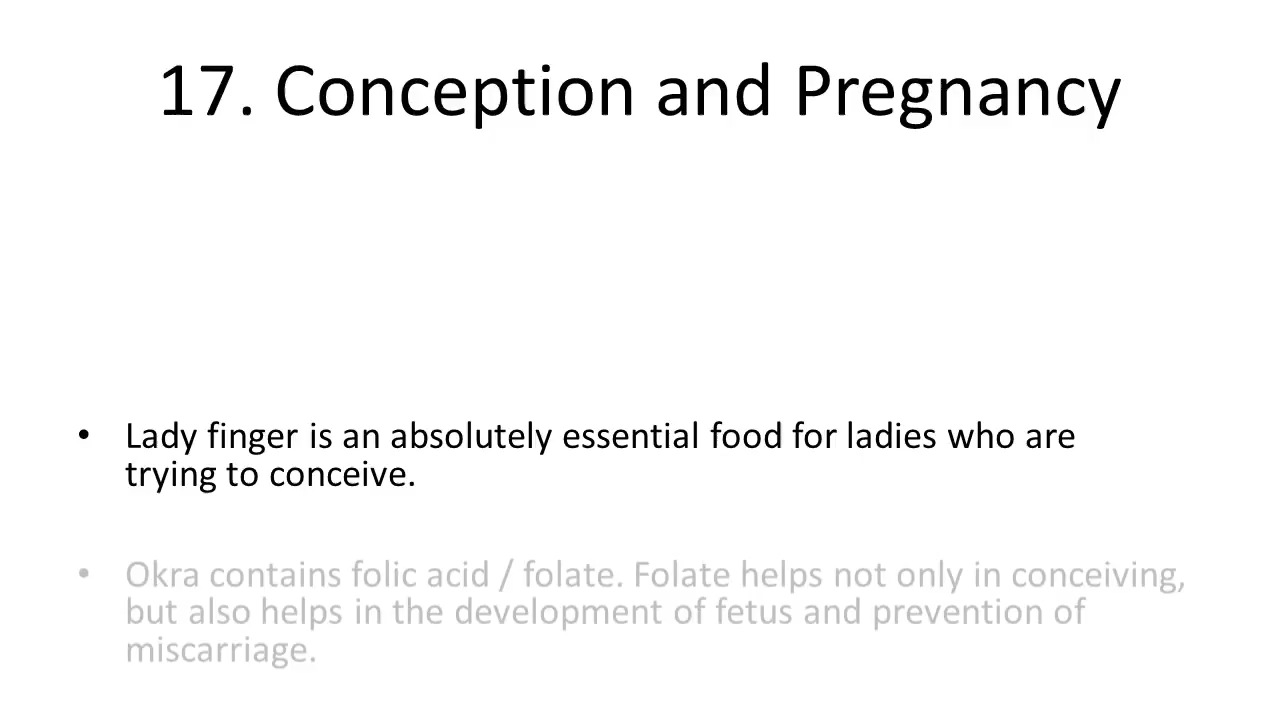 17. Conception and Pregnancy
• Lady finger is an absolutely essential food for ladies who are
trying to conceive.
• Okra contains folic acid / folate. Folate helps not only in conceiving,
but also helps in the development of fetus and prevention of
miscarriage.